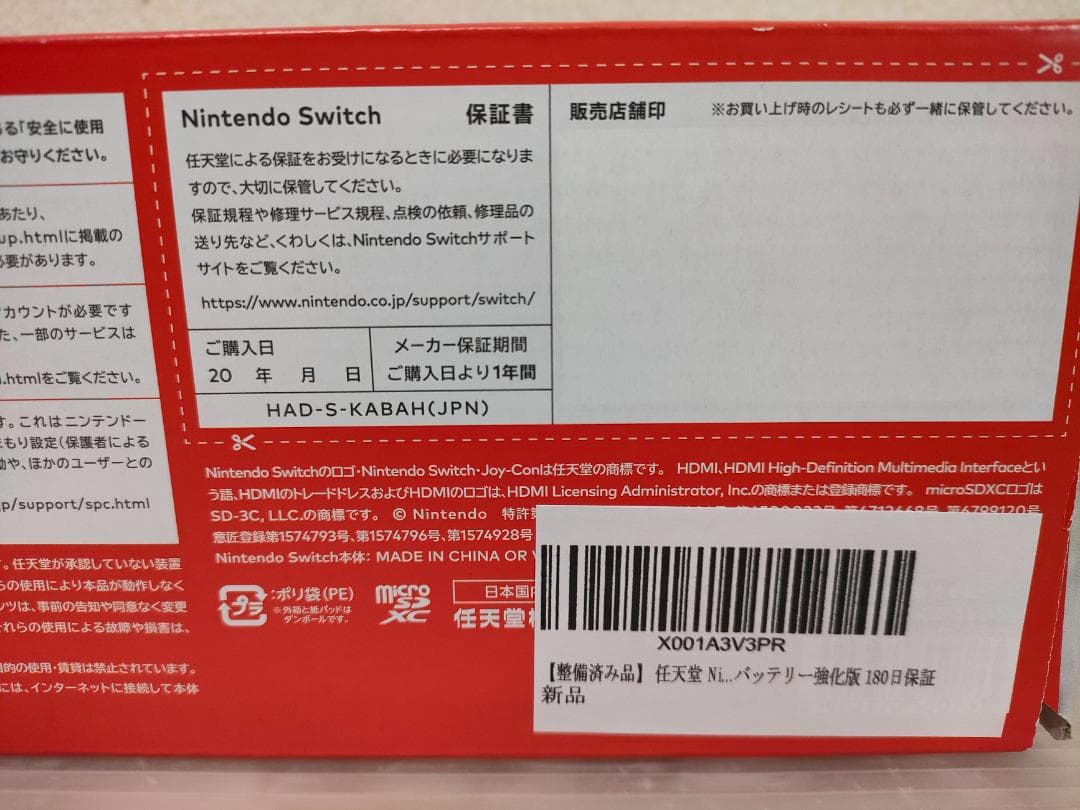 る「安全に使用
お守りください。
あたり、
up.htmlに掲載の
必要があります。
アカウントが必要です
た、一部のサービスは
.htmlをご覧ください。
す。これはニンテンドー
まもり設定(保護者による
動や、ほかのユーザーとの
p/support/spc.html
す。任天堂が承認していない装置
らの使用により本品が動作しなく
ンツは、事前の告知や同意なく変更
それらの使用による故障や損害は、
目的の使用・賃貸は禁止されています。
には、インターネットに接続して本体
Nintendo Switch 保証書
任天堂による保証をお受けになるときに必要になりま
すので、大切に保管してください。
保証規程や修理サービス規程、点検の依頼、修理品の
送り先など、くわしくは、Nintendo Switchサポート
サイトをご覧ください。
https://www.nintendo.co.jp/support/switch/
ご購入日
20 年 月 日
メーカー保証期間
ご購入日より1年間
HAD-S-KABAH(JPN)
販売店舗印 ※お買い上げ時のレシートも必ず一緒に保管してください。
Nintendo Switchのロゴ・Nintendo Switch・Joy-Conは任天堂の商標です。 HDMI、HDMI High-Definition Multimedia Interfaceとい
う語、HDMIのトレードドレスおよびHDMIのロゴは、HDMI Licensing Administrator, Inc.の商標または登録商標です。 microSDXCロゴは
SD-3C, LLC.の商標です。 © Nintendo 特許第
意匠登録第1574793号、第1574796号、第1574928号
Nintendo Switch本体: MADE IN CHINA OR
プラ
:ポリ袋(PE)
※外箱と紙パッドは
ダンボールです。
micro
SD
XC
日本国内
任天堂
X001A3V3PR
【整備済み品】 任天堂 Ni...バッテリー強化版 180日保証
新品